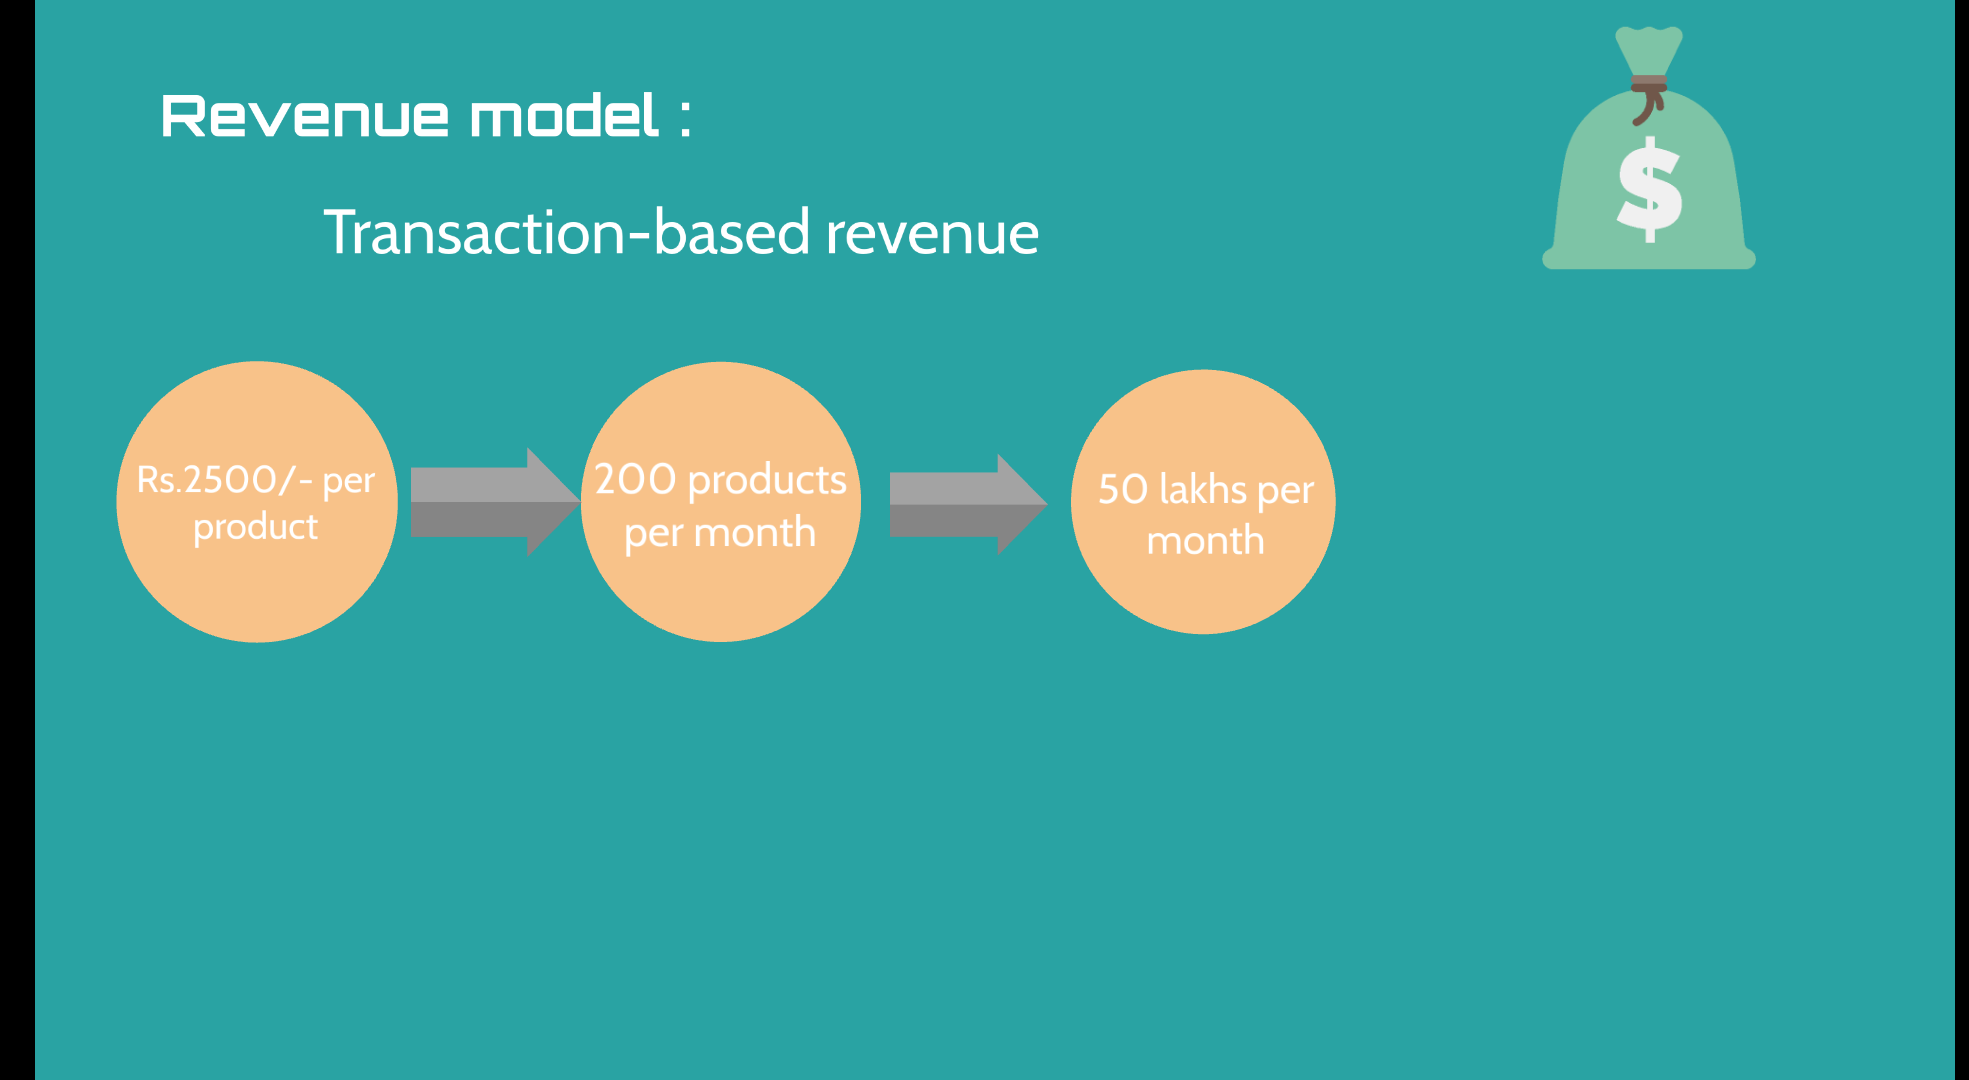 Revenue model :
Transaction-based revenue
Rs.2500/- per
product
200 products
per month
50 lakhs per
month
$